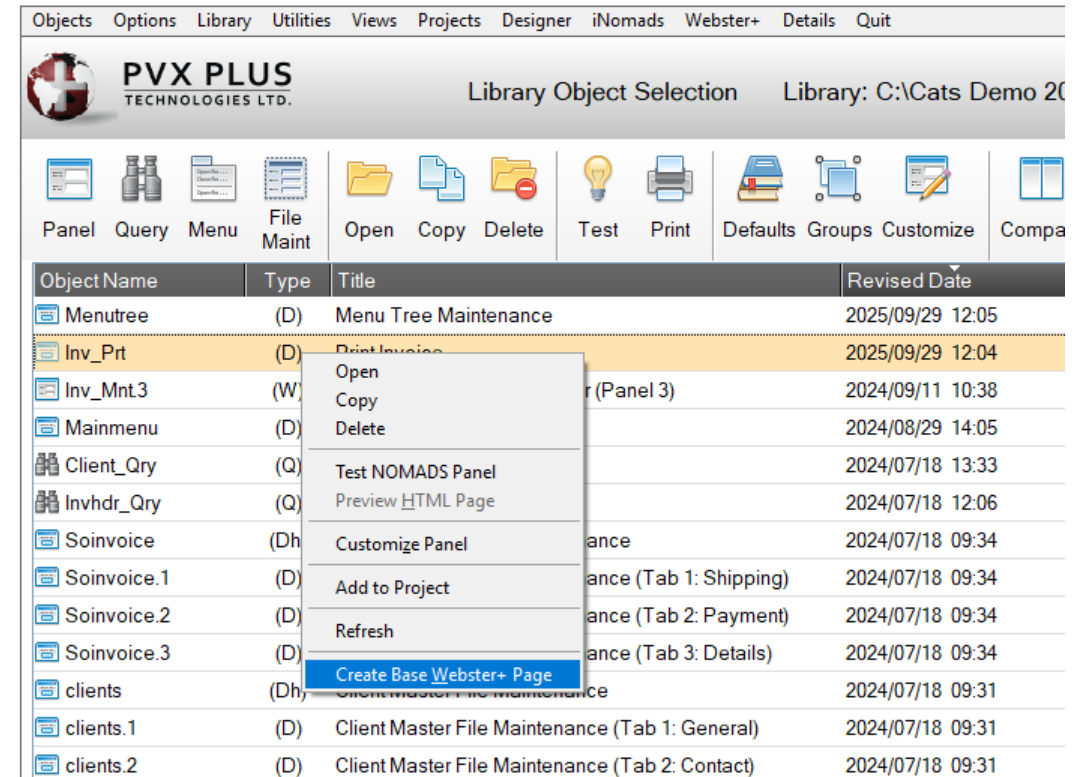 Objects Options Library Utilities Views Projects Designer iNomads Webster+ Details Quit
PVX PLUS
TECHNOLOGIES LTD.
Library Object Selection Library: C:\Cats Demo 20
Panel Query Menu File Maint Open Copy Delete Test Print Defaults Groups Customize Compa
Object Name Type Title Revised Date
Menutree (D) Menu Tree Maintenance 2025/09/29 12:05
Inv_Prt (D) Print Invoice 2025/09/29 12:04
Open
Inv_Mnt.3 (W) r (Panel 3) 2024/09/11 10:38
Copy
Mainmenu (D) 2024/08/29 14:05
Delete
Client_Qry (Q) 2024/07/18 13:33
Test NOMADS Panel
Invhdr_Qry (Q) 2024/07/18 12:06
Preview HTML Page
Soinvoice (Dh ance 2024/07/18 09:34
Customize Panel
Soinvoice.1 (D) ance (Tab 1: Shipping) 2024/07/18 09:34
Add to Project
Soinvoice.2 (D) ance (Tab 2: Payment) 2024/07/18 09:34
Refresh
Soinvoice.3 (D) ance (Tab 3: Details) 2024/07/18 09:34
Create Base Webster+ Page
clients (Dh) Client Master File Maintenance 2024/07/18 09:31
clients.1 (D) Client Master File Maintenance (Tab 1: General) 2024/07/18 09:31
clients.2 (D) Client Master File Maintenance (Tab 2: Contact) 2024/07/18 09:31